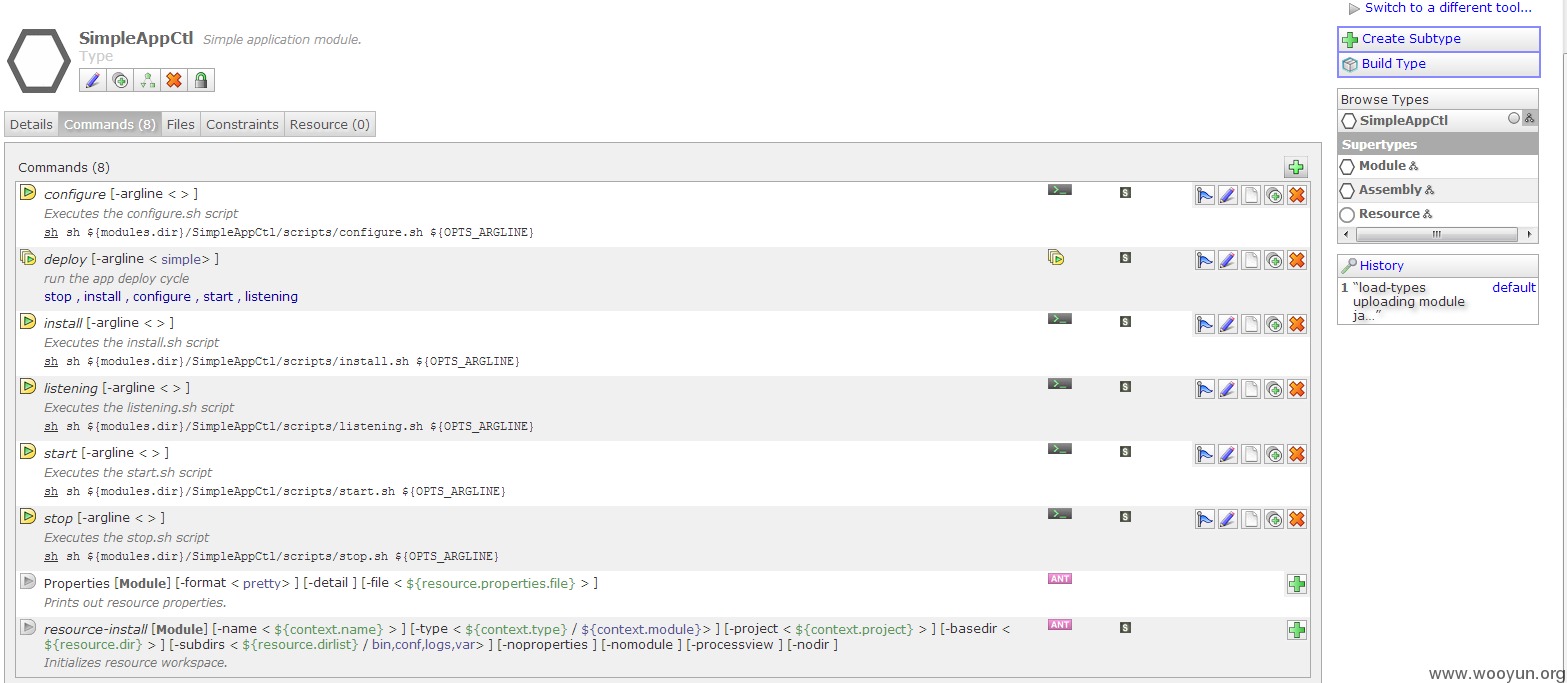 Switch to a different tool...
SimpleAppCtl Simple application module.
Type
Create Subtype
Build Type
Browse Types
SimpleAppCtl
Supertypes
Module
Assembly
Resource
History
1 “load-types uploading module ja...” default
Details Commands (8) Files Constraints Resource (0)
Commands (8)
configure [-argline < > ]
Executes the configure.sh script
sh sh ${modules.dir}/SimpleAppCtl/scripts/configure.sh ${OPTS_ARGLINE}
deploy [-argline < simple> ]
run the app deploy cycle
stop , install , configure , start , listening
install [-argline < > ]
Executes the install.sh script
sh sh ${modules.dir}/SimpleAppCtl/scripts/install.sh ${OPTS_ARGLINE}
listening [-argline < > ]
Executes the listening.sh script
sh sh ${modules.dir}/SimpleAppCtl/scripts/listening.sh ${OPTS_ARGLINE}
start [-argline < > ]
Executes the start.sh script
sh sh ${modules.dir}/SimpleAppCtl/scripts/start.sh ${OPTS_ARGLINE}
stop [-argline < > ]
Executes the stop.sh script
sh sh ${modules.dir}/SimpleAppCtl/scripts/stop.sh ${OPTS_ARGLINE}
Properties [Module] [-format < pretty> ] [-detail ] [-file < ${resource.properties.file} > ] ANT
Prints out resource properties.
resource-install [Module] [-name < ${context.name} > ] [-type < ${context.type} / ${context.module}> ] [-project < ${context.project} > ] [-basedir < ANT S
${resource.dir} > ] [-subdirs < ${resource.dirlist} / bin,conf,logs,var> ] [-noproperties ] [-nomodule ] [-processview ] [-nodir ]
Initializes resource workspace.
www.wooyun.org